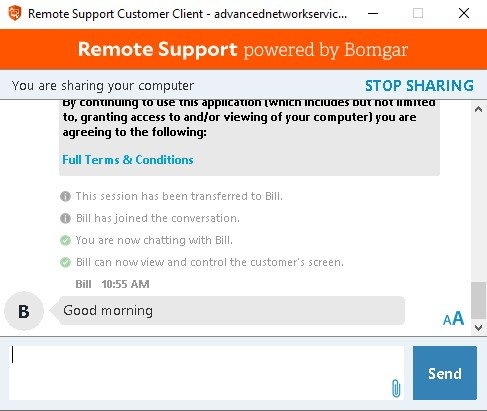 Remote Support Customer Client - advancednetworkservic...
Remote Support powered by Bomgar
You are sharing your computer STOP SHARING
By continuing to use this application (which includes but not limited
to, granting access to and/or viewing of your computer) you are
agreeing to the following:
Full Terms & Conditions
This session has been transferred to Bill.
Bill has joined the conversation.
You are now chatting with Bill.
Bill can now view and control the customer's screen.
Bill 10:55 AM
B Good morning
AA
Send